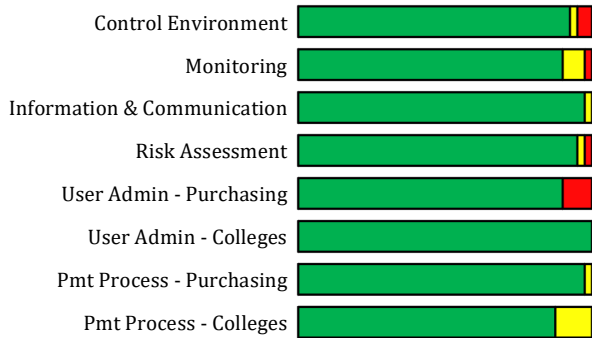 Control Environment
Monitoring
Information & Communication
Risk Assessment
User Admin - Purchasing
User Admin - Colleges
Pmt Process - Purchasing
Pmt Process - Colleges